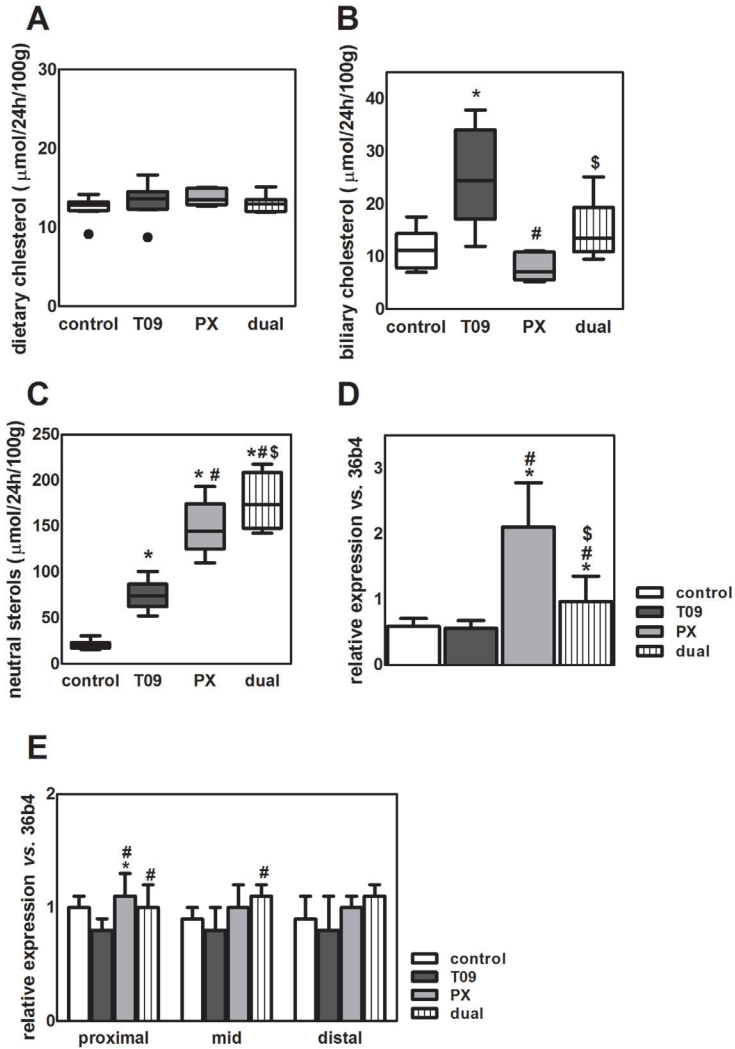 A
dietary chlesterol ( μmol/24h/100g)
30
20
10
0
control T09 PX dual
B
biliary cholesterol ( μmol/24h/100g)
40
30
20
10
0
*
#
$
control T09 PX dual
C
neutral sterols ( μmol/24h/100g)
250
200
150
100
50
0
*
* #
*#$
control T09 PX dual
D
relative expression vs. 36b4
3
2
1
0
#
*
$
#
*
control
T09
PX
dual
E
relative expression vs. 36b4
2
1
0
#
*
#
#
proximal mid distal
control
T09
PX
dual